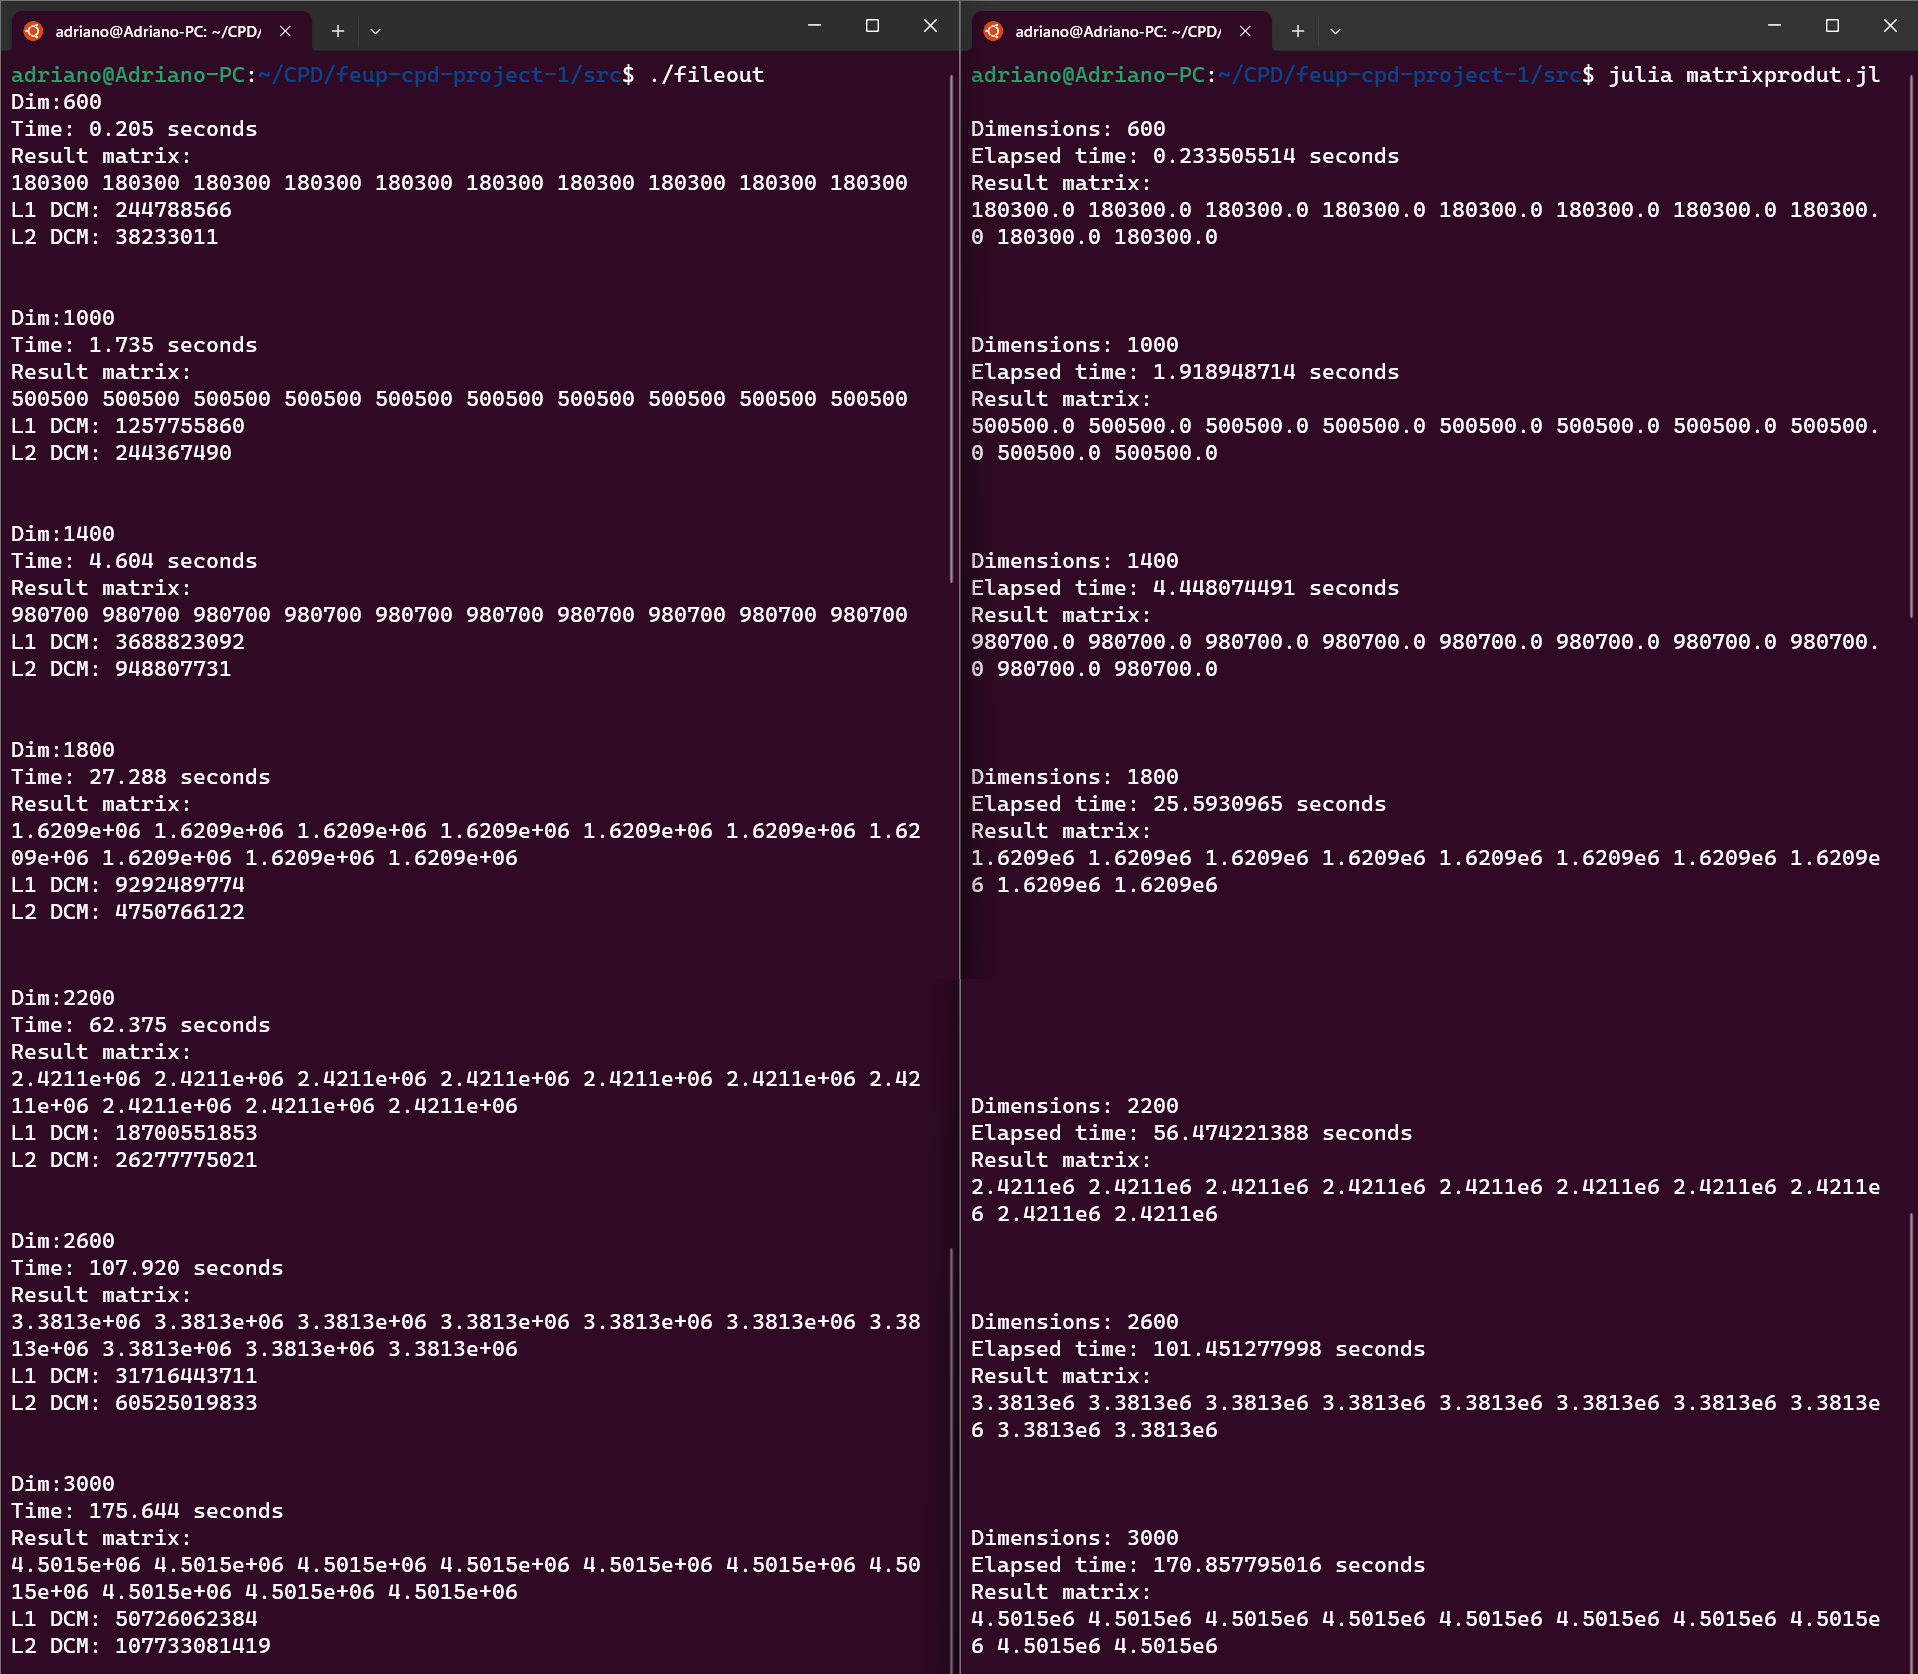 adriano@Adriano-PC: ~/CPD/
adriano@Adriano-PC:~/CPD/feup-cpd-project-1/src$ ./fileout
Dim:600
Time: 0.205 seconds
Result matrix:
180300 180300 180300 180300 180300 180300 180300 180300 180300 180300
L1 DCM: 244788566
L2 DCM: 38233011
Dim:1000
Time: 1.735 seconds
Result matrix:
500500 500500 500500 500500 500500 500500 500500 500500 500500 500500
L1 DCM: 1257755860
L2 DCM: 244367490
Dim:1400
Time: 4.604 seconds
Result matrix:
980700 980700 980700 980700 980700 980700 980700 980700 980700 980700
L1 DCM: 3688823092
L2 DCM: 948807731
Dim:1800
Time: 27.288 seconds
Result matrix:
1.6209e+06 1.6209e+06 1.6209e+06 1.6209e+06 1.6209e+06 1.6209e+06 1.62
09e+06 1.6209e+06 1.6209e+06 1.6209e+06
L1 DCM: 9292489774
L2 DCM: 4750766122
Dim:2200
Time: 62.375 seconds
Result matrix:
2.4211e+06 2.4211e+06 2.4211e+06 2.4211e+06 2.4211e+06 2.4211e+06 2.42
11e+06 2.4211e+06 2.4211e+06 2.4211e+06
L1 DCM: 18700551853
L2 DCM: 26277775021
Dim:2600
Time: 107.920 seconds
Result matrix:
3.3813e+06 3.3813e+06 3.3813e+06 3.3813e+06 3.3813e+06 3.3813e+06 3.38
13e+06 3.3813e+06 3.3813e+06 3.3813e+06
L1 DCM: 31716443711
L2 DCM: 60525019833
Dim:3000
Time: 175.644 seconds
Result matrix:
4.5015e+06 4.5015e+06 4.5015e+06 4.5015e+06 4.5015e+06 4.5015e+06 4.50
15e+06 4.5015e+06 4.5015e+06 4.5015e+06
L1 DCM: 50726062384
L2 DCM: 107733081419
adriano@Adriano-PC: ~/CPD/
adriano@Adriano-PC:~/CPD/feup-cpd-project-1/src$ julia matrixprodut.jl
Dimensions: 600
Elapsed time: 0.233505514 seconds
Result matrix:
180300.0 180300.0 180300.0 180300.0 180300.0 180300.0 180300.0 180300.
0 180300.0 180300.0
Dimensions: 1000
Elapsed time: 1.918948714 seconds
Result matrix:
500500.0 500500.0 500500.0 500500.0 500500.0 500500.0 500500.0 500500.
0 500500.0 500500.0
Dimensions: 1400
Elapsed time: 4.448074491 seconds
Result matrix:
980700.0 980700.0 980700.0 980700.0 980700.0 980700.0 980700.0 980700.
0 980700.0 980700.0
Dimensions: 1800
Elapsed time: 25.5930965 seconds
Result matrix:
1.6209e6 1.6209e6 1.6209e6 1.6209e6 1.6209e6 1.6209e6 1.6209e6 1.6209e
6 1.6209e6 1.6209e6
Dimensions: 2200
Elapsed time: 56.474221388 seconds
Result matrix:
2.4211e6 2.4211e6 2.4211e6 2.4211e6 2.4211e6 2.4211e6 2.4211e6 2.4211e
6 2.4211e6 2.4211e6
Dimensions: 2600
Elapsed time: 101.451277998 seconds
Result matrix:
3.3813e6 3.3813e6 3.3813e6 3.3813e6 3.3813e6 3.3813e6 3.3813e6 3.3813e
6 3.3813e6 3.3813e6
Dimensions: 3000
Elapsed time: 170.857795016 seconds
Result matrix:
4.5015e6 4.5015e6 4.5015e6 4.5015e6 4.5015e6 4.5015e6 4.5015e6 4.5015e
6 4.5015e6 4.5015e6